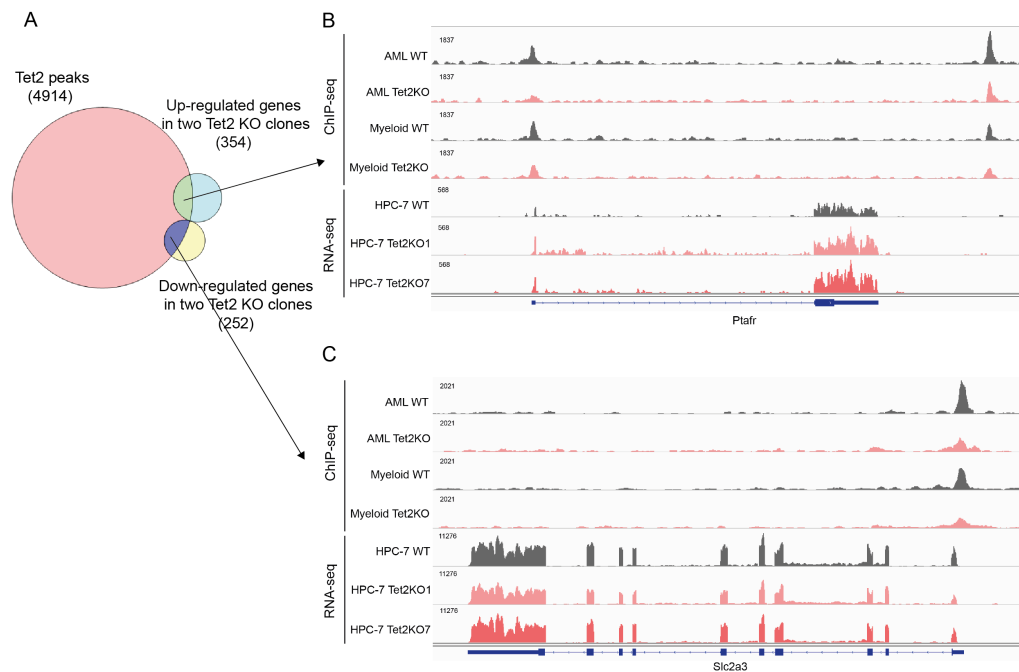 A
Tet2 peaks
(4914)
Up-regulated genes
in two Tet2 KO clones
(354)
Down-regulated genes
in two Tet2 KO clones
(252)
B
ChIP-seq
AML WT
1837
AML Tet2KO
1837
Myeloid WT
1837
Myeloid Tet2KO
1837
RNA-seq
HPC-7 WT
568
HPC-7 Tet2KO1
568
HPC-7 Tet2KO7
568
Ptafr
C
ChIP-seq
AML WT
2021
AML Tet2KO
2021
Myeloid WT
2021
Myeloid Tet2KO
2021
RNA-seq
HPC-7 WT
11276
HPC-7 Tet2KO1
11276
HPC-7 Tet2KO7
11276
Slc2a3